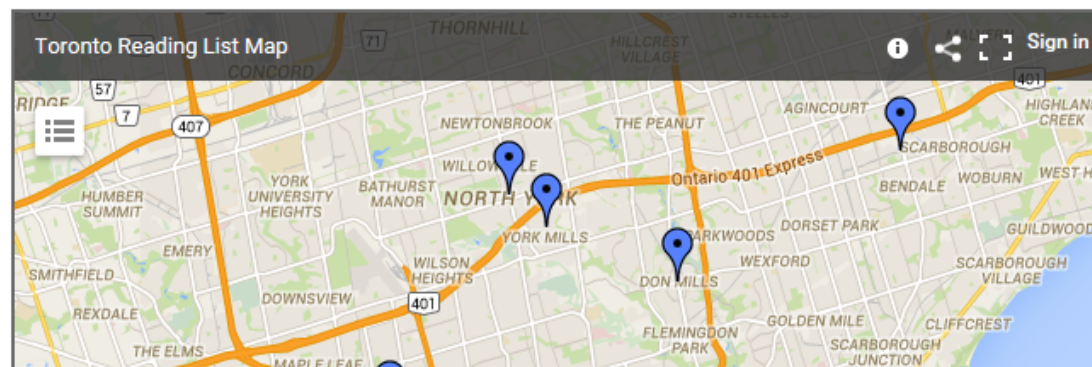 Toronto Reading List Map
Sign in
THORNHILL
71
HILLCREST
VILLAGE
CONCORD
57
RIDGE
7
407
401
AGINCOURT
HIGHLAND
CREEK
NEWTONBROOK
THE PEANUT
SCARBOROUGH
Ontario 401 Express
NORTH YORK
HUMBER
SUMMIT
YORK
UNIVERSITY
HEIGHTS
BATHURST
MANOR
BENDALE
WOBURN
WEST H
YORK MILLS
PARKWOODS
DORSET PARK
GUILDWOOD
EMERY
WILSON
HEIGHTS
WEXFORD
SCARBOROUGH
VILLAGE
SMITHFIELD
DON MILLS
DOWNSVIEW
401
REXDALE
GOLDEN MILE
CLIFFCREST
FLEMINGDON
PARK
SCARBOROUGH
JUNCTION
THE ELMS
MAPLE LEAF